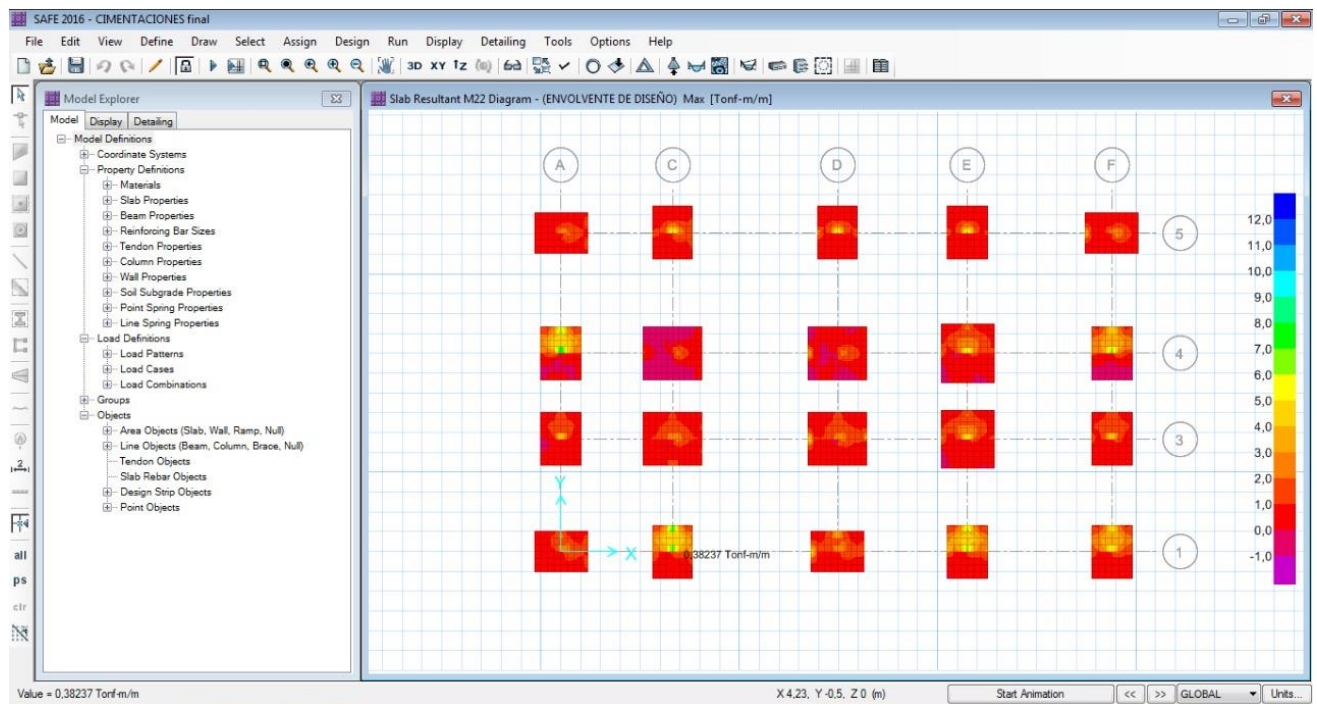 SAFE 2016 - CIMENTACIONES final
File Edit View Define Draw Select Assign Design Run Display Detailing Tools Options Help
3D XY
Model Explorer
Model Display Detailing
Model Definitions
Coordinate Systems
Property Definitions
Materials
Slab Properties
Beam Properties
Reinforcing Bar Sizes
Tendon Properties
Column Properties
Wall Properties
Soil Subgrade Properties
Point Spring Properties
Line Spring Properties
Load Definitions
Load Patterns
Load Cases
Load Combinations
Groups
Objects
Area Objects (Slab, Wall, Ramp, Null)
Line Objects (Beam, Column, Brace, Null)
Tendon Objects
Slab Rebar Objects
Design Strip Objects
Point Objects
all
ps
clr
Slab Resultant M22 Diagram - (ENVOLVENTE DE DISEÑO) Max [Tonf-m/m]
A C D E F
5
4
3
1
Y
X
0,38237 Tonf-m/m
12,0
11,0
10,0
9,0
8,0
7,0
6,0
5,0
4,0
3,0
2,0
1,0
0,0
-1,0
Value = 0,38237 Tonf-m/m
X 4,23, Y -0,5, Z 0 (m)
Start Animation
<< >>
GLOBAL
Units...